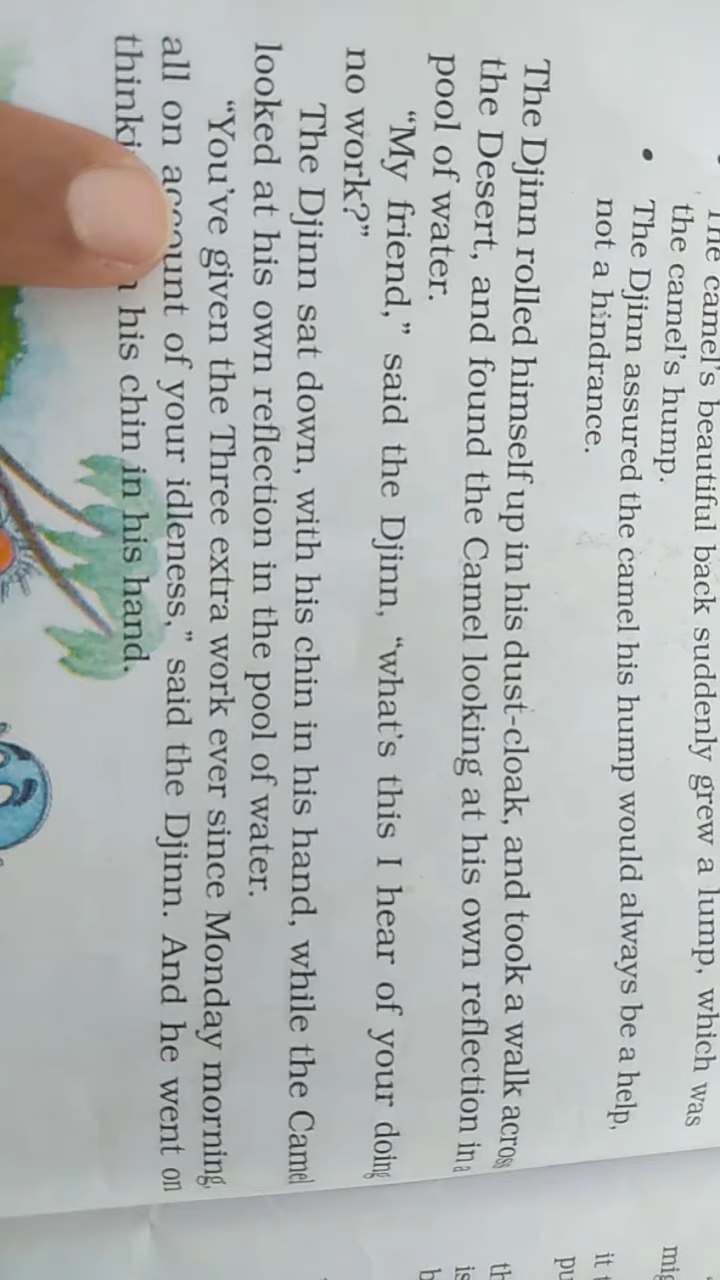 The camel's beautiful back suddenly grew a lump, which was
the camel's hump.
• The Djinn assured the camel his hump would always be a help,
not a hindrance.
The Djinn rolled himself up in his dust-cloak, and took a walk across
the Desert, and found the Camel looking at his own reflection in a
pool of water.
“My friend,” said the Djinn, “what's this I hear of your doing
no work?”
The Djinn sat down, with his chin in his hand, while the Camel
looked at his own reflection in the pool of water.
“You've given the Three extra work ever since Monday morning,
all on account of your idleness,” said the Djinn. And he went on
his chin in his hand.